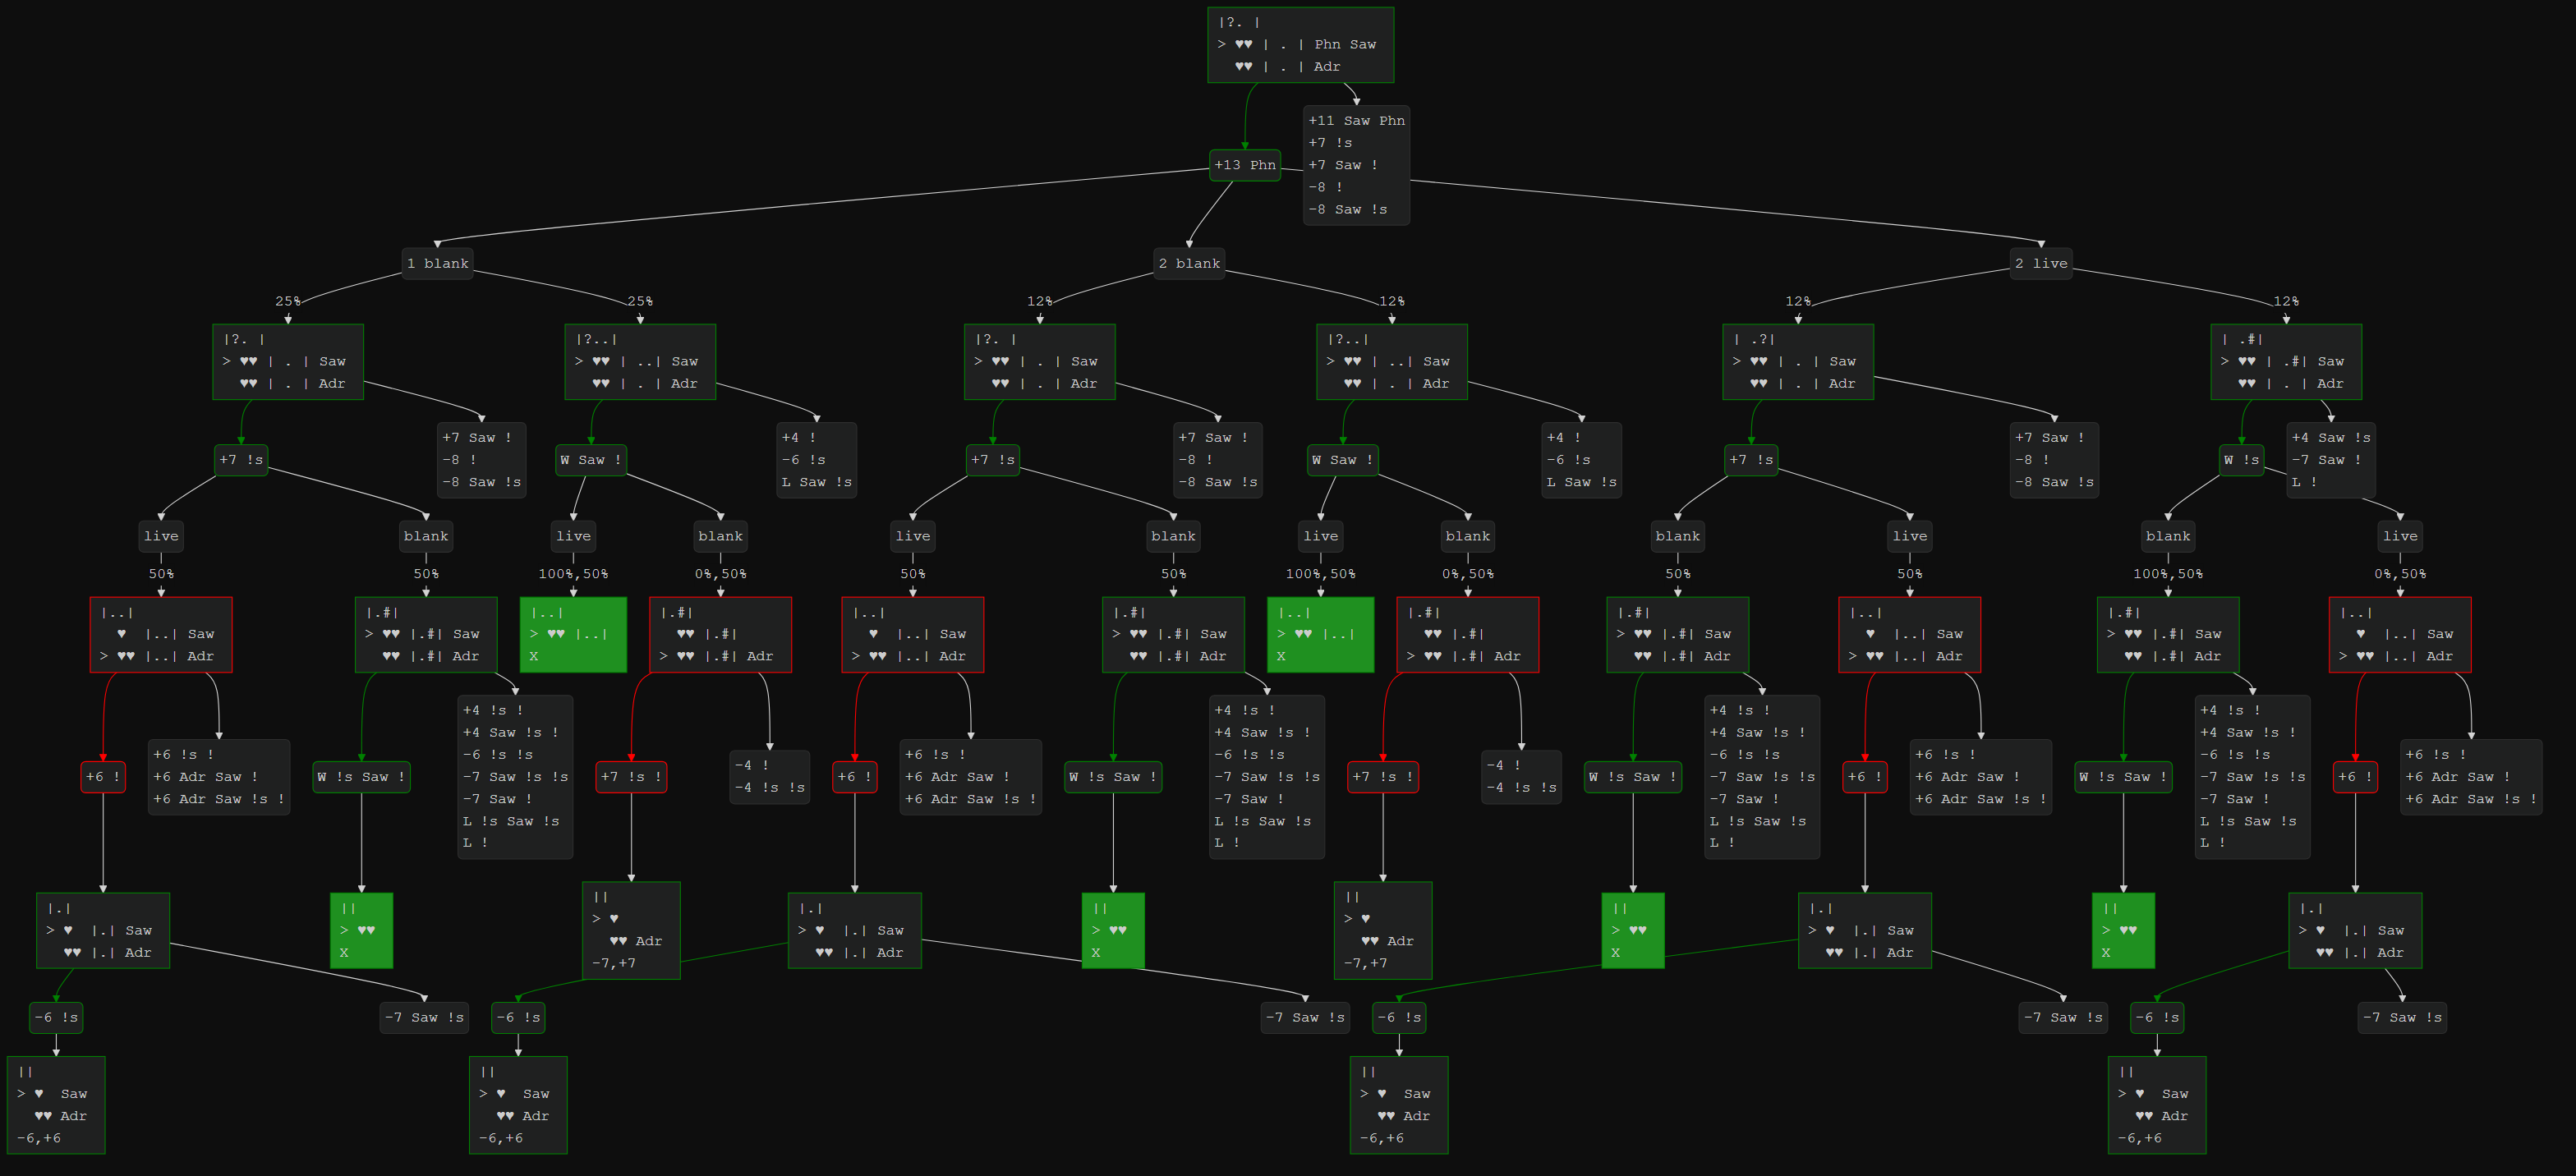 |?. |
> ♥♥ | . | Phn Saw
  ♥♥ | . | Adr
+13 Phn
+11 Saw Phn
+7 !s
+7 Saw !
-8 !
-8 Saw !s
1 blank
2 blank
2 live
25%
25%
12%
12%
12%
12%
|?. |
> ♥♥ | . | Saw
  ♥♥ | . | Adr
|?..|
> ♥♥ | ..| Saw
  ♥♥ | . | Adr
|?. |
> ♥♥ | . | Saw
  ♥♥ | . | Adr
|?..|
> ♥♥ | ..| Saw
  ♥♥ | . | Adr
| .?|
> ♥♥ | . | Saw
  ♥♥ | . | Adr
| .#|
> ♥♥ | .#| Saw
  ♥♥ | . | Adr
+7 !s
+7 Saw !
-8 !
-8 Saw !s
W Saw !
+4 !
-6 !s
L Saw !s
+7 !s
+7 Saw !
-8 !
-8 Saw !s
W Saw !
+4 !
-6 !s
L Saw !s
+7 !s
+7 Saw !
-8 !
-8 Saw !s
W !s
+4 Saw !s
-7 Saw !
L !
live
blank
live
blank
live
blank
live
blank
blank
live
blank
live
50%
50%
100%,50%
0%,50%
50%
50%
100%,50%
0%,50%
50%
50%
100%,50%
0%,50%
|..|
  ♥  |..| Saw
> ♥♥ |..| Adr
|.#|
> ♥♥ |.#| Saw
  ♥♥ |.#| Adr
|..|
> ♥♥ |..|
X
|.#|
  ♥♥ |.#|
> ♥♥ |.#| Adr
|..|
  ♥  |..| Saw
> ♥♥ |..| Adr
|.#|
> ♥♥ |.#| Saw
  ♥♥ |.#| Adr
|..|
> ♥♥ |..|
X
|.#|
  ♥♥ |.#|
> ♥♥ |.#| Adr
|.#|
> ♥♥ |.#| Saw
  ♥♥ |.#| Adr
|..|
  ♥  |..| Saw
> ♥♥ |..| Adr
|.#|
> ♥♥ |.#| Saw
  ♥♥ |.#| Adr
|..|
  ♥  |..| Saw
> ♥♥ |..| Adr
+6 !
+6 !s !
+6 Adr Saw !
+6 Adr Saw !s !
W !s Saw !
+4 !s !
+4 Saw !s !
-6 !s !s
-7 Saw !s !s
-7 Saw !
L !s Saw !s
L !
+7 !s !
-4 !
-4 !s !s
+6 !
+6 !s !
+6 Adr Saw !
+6 Adr Saw !s !
W !s Saw !
+4 !s !
+4 Saw !s !
-6 !s !s
-7 Saw !s !s
-7 Saw !
L !s Saw !s
L !
+7 !s !
-4 !
-4 !s !s
W !s Saw !
+4 !s !
+4 Saw !s !
-6 !s !s
-7 Saw !s !s
-7 Saw !
L !s Saw !s
L !
+6 !
+6 !s !
+6 Adr Saw !
+6 Adr Saw !s !
W !s Saw !
+4 !s !
+4 Saw !s !
-6 !s !s
-7 Saw !s !s
-7 Saw !
L !s Saw !s
L !
+6 !
+6 !s !
+6 Adr Saw !
+6 Adr Saw !s !
|.|
> ♥  |.| Saw
  ♥♥ |.| Adr
||
> ♥♥
X
||
> ♥
  ♥♥ Adr
-7,+7
|.|
> ♥  |.| Saw
  ♥♥ |.| Adr
||
> ♥♥
X
||
> ♥
  ♥♥ Adr
-7,+7
||
> ♥♥
X
|.|
> ♥  |.| Saw
  ♥♥ |.| Adr
||
> ♥♥
X
|.|
> ♥  |.| Saw
  ♥♥ |.| Adr
-6 !s
-7 Saw !s
-6 !s
-7 Saw !s
-6 !s
-7 Saw !s
-6 !s
-7 Saw !s
||
> ♥  Saw
  ♥♥ Adr
-6,+6
||
> ♥  Saw
  ♥♥ Adr
-6,+6
||
> ♥  Saw
  ♥♥ Adr
-6,+6
||
> ♥  Saw
  ♥♥ Adr
-6,+6